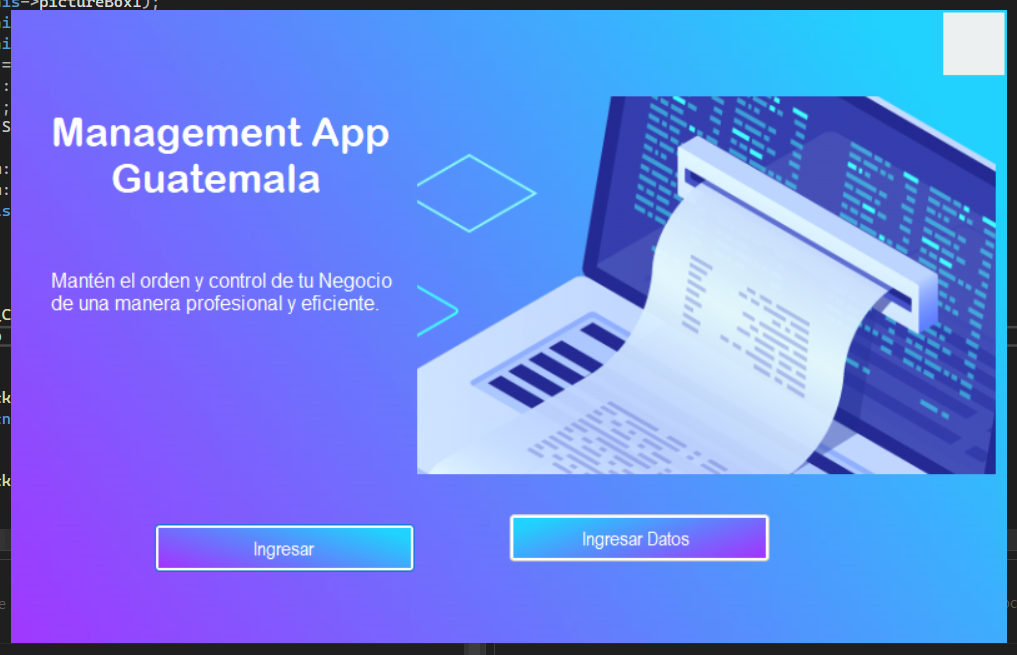 is->pictureBox1);
Management App
Guatemala
Mantén el orden y control de tu Negocio
de una manera profesional y eficiente.
Ingresar
Ingresar Datos